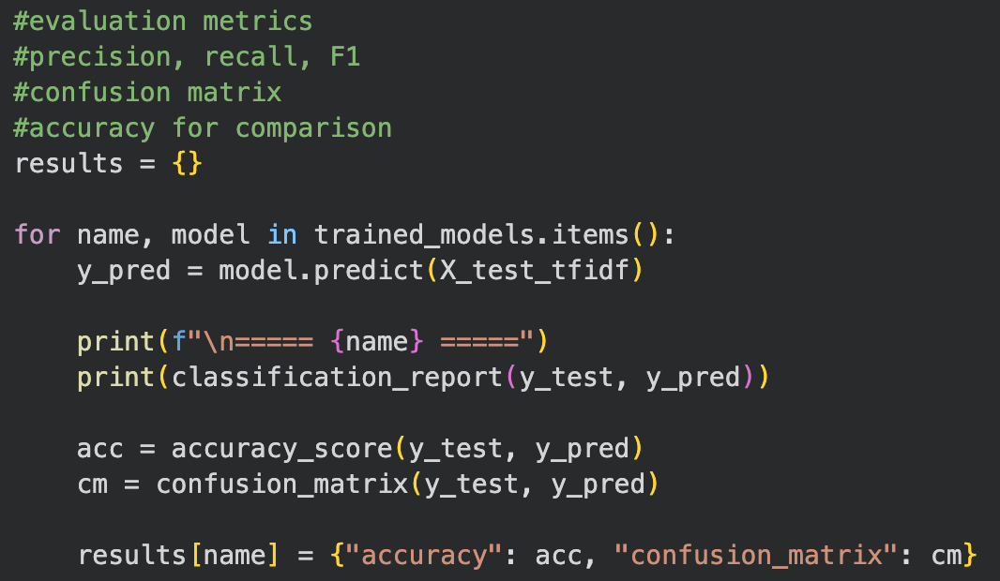 #evaluation metrics
#precision, recall, F1
#confusion matrix
#accuracy for comparison
results = {}
for name, model in trained_models.items():
    y_pred = model.predict(X_test_tfidf)
    print(f"\n===== {name} =====")
    print(classification_report(y_test, y_pred))
    acc = accuracy_score(y_test, y_pred)
    cm = confusion_matrix(y_test, y_pred)
    results[name] = {"accuracy": acc, "confusion_matrix": cm}